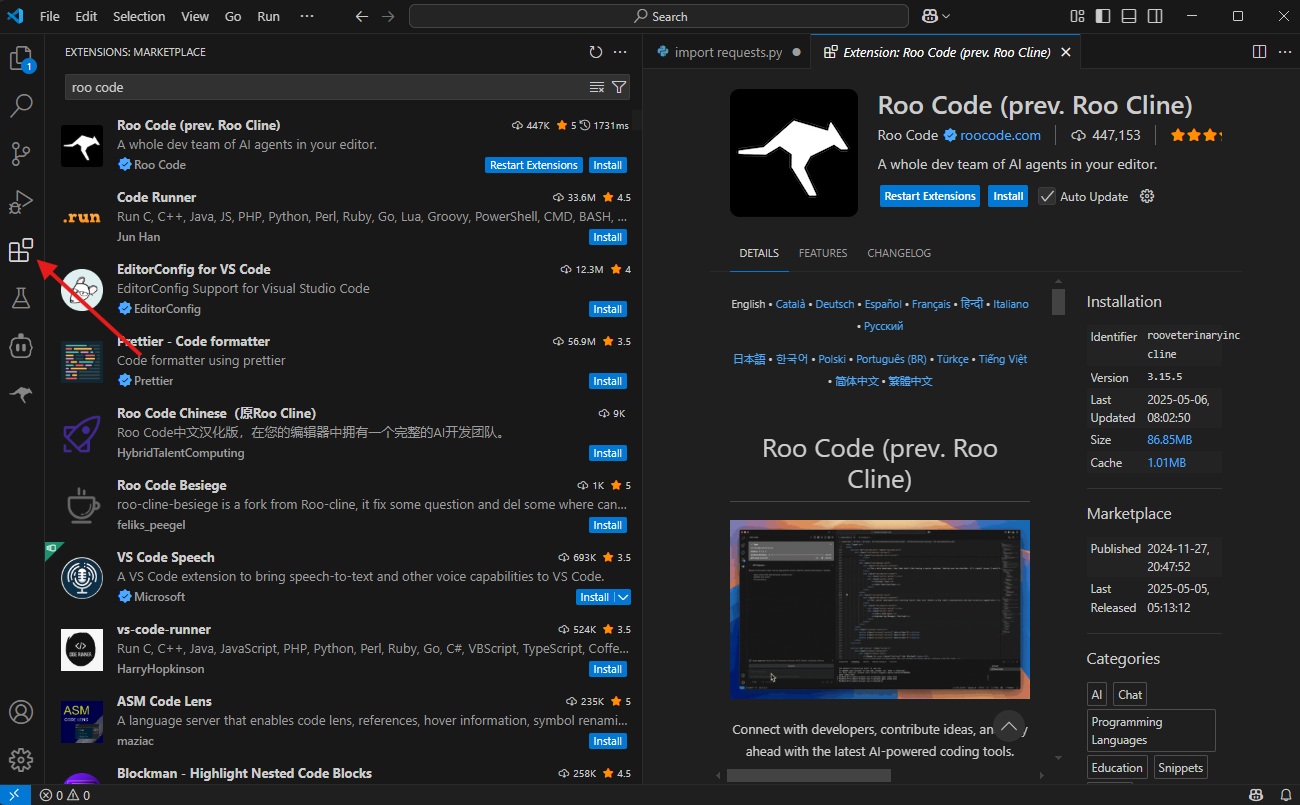 File Edit Selection View Go Run ···
Search
EXTENSIONS: MARKETPLACE
import requests.py
Extension: Roo Code (prev. Roo Cline)
1
roo code
Roo Code (prev. Roo Cline) 447K 5 1731ms
A whole dev team of AI agents in your editor.
Roo Code Restart Extensions Install
Code Runner 33.6M 4.5
.run
Run C, C++, Java, JS, PHP, Python, Perl, Ruby, Go, Lua, Groovy, PowerShell, CMD, BASH, ...
Jun Han Install
EditorConfig for VS Code 12.3M 4
EditorConfig Support for Visual Studio Code
EditorConfig Install
Prettier - Code formatter 56.9M 3.5
Code formatter using prettier
Prettier Install
Roo Code Chinese（原Roo Cline) 9K
Roo Code中文汉化版，在您的编辑器中拥有一个完整的AI开发团队。
HybridTalentComputing Install
Roo Code Besiege 1K 5
roo-cline-besiege is a fork from Roo-cline, it fix some question and del some where can...
feliks_peegel Install
VS Code Speech 693K 3.5
A VS Code extension to bring speech-to-text and other voice capabilities to VS Code.
Microsoft Install
vs-code-runner 524K 3.5
</>
CODE RUNNER
Run C, C++, Java, JavaScript, PHP, Python, Perl, Ruby, Go, C#, VBScript, TypeScript, Coffe...
HarryHopkinson Install
ASM Code Lens 235K 5
ASM
CODE LENS
A language server that enables code lens, references, hover information, symbol renami...
maziac Install
Blockman - Highlight Nested Code Blocks 258K 4.5
Roo Code (prev. Roo Cline)
Roo Code roocode.com 447,153
A whole dev team of AI agents in your editor.
Restart Extensions Install Auto Update
DETAILS FEATURES CHANGELOG
English • Català • Deutsch • Español • Français • हिन्दी • Italiano
• Русский
日本語 • 한국어 • Polski • Português (BR) • Türkçe • Tiếng Việt
• 简体中文 • 繁體中文
Roo Code (prev. Roo
Cline)
Connect with developers, contribute ideas, an y
ahead with the latest AI-powered coding tools.
Installation
Identifier rooveterinaryinc
cline
Version 3.15.5
Last 2025-05-06,
Updated 08:02:50
Size 86.85MB
Cache 1.01MB
Marketplace
Published 2024-11-27,
20:47:52
Last 2025-05-05,
Released 05:13:12
Categories
AI Chat
Programming
Languages
Education Snippets
0 0